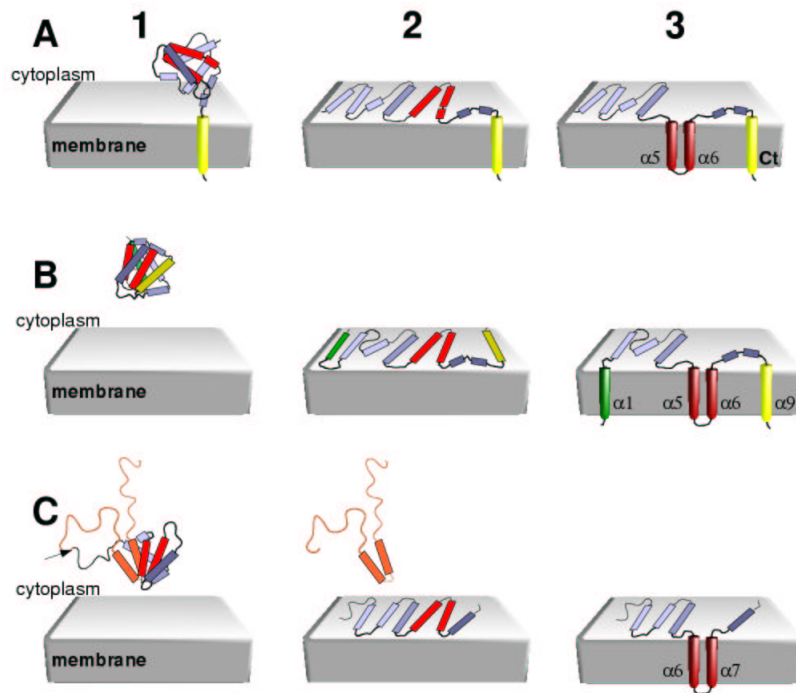 1 2 3
A
cytoplasm
membrane
α5 α6 Ct
B
cytoplasm
membrane
α1 α5 α6 α9
C
cytoplasm
membrane
α6 α7